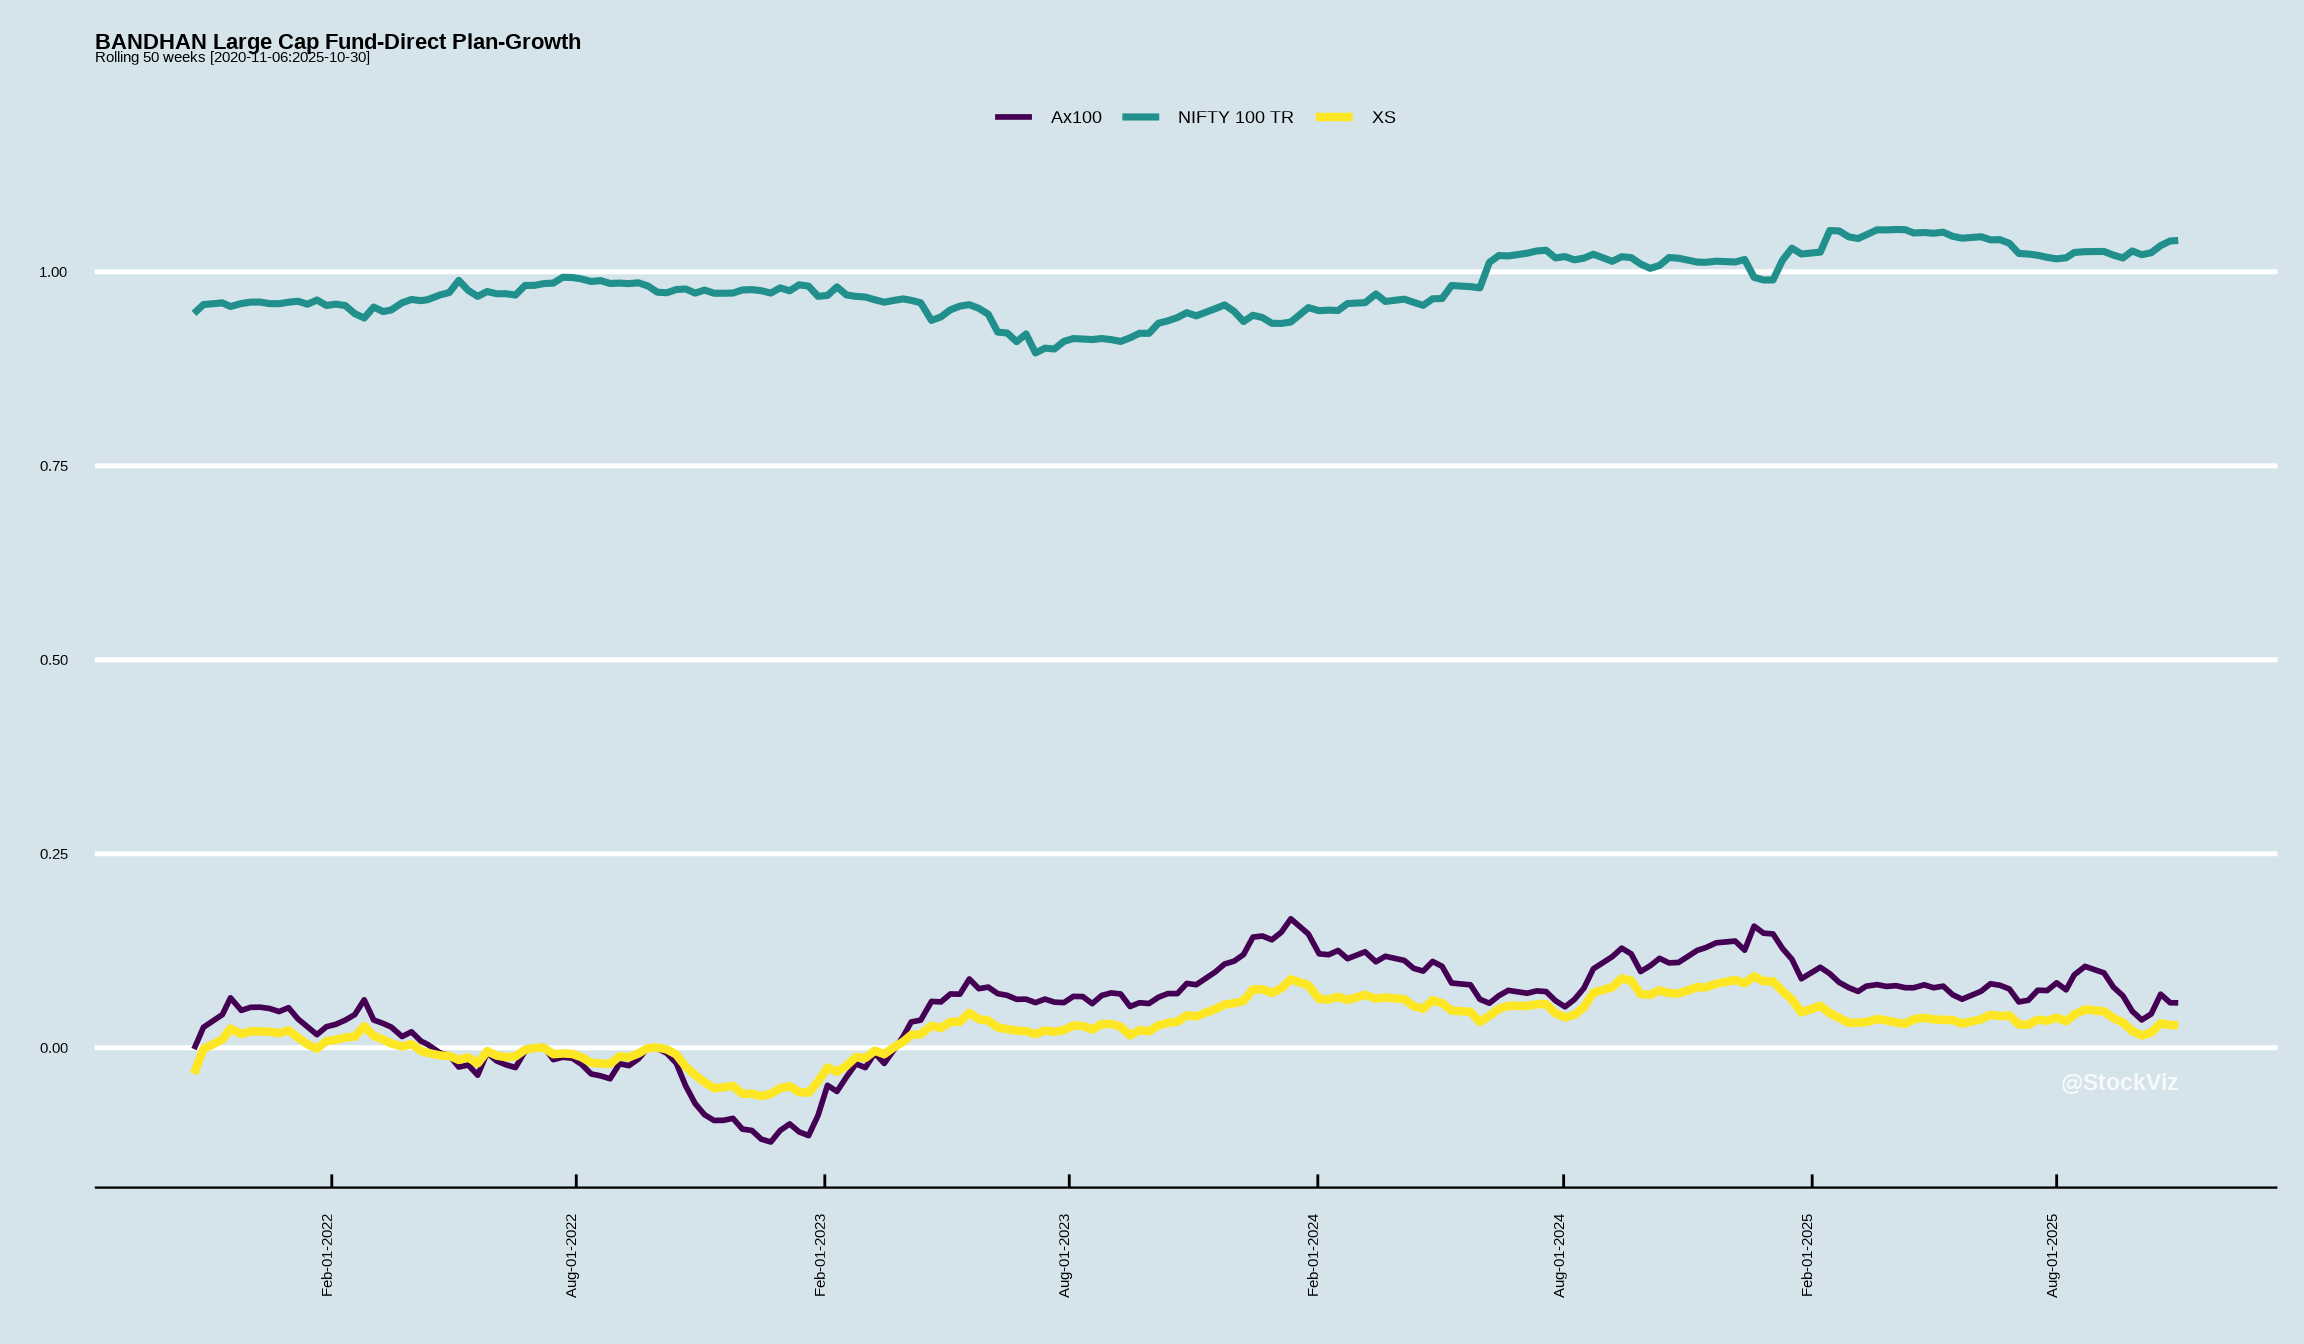 BANDHAN Large Cap Fund-Direct Plan-Growth
Rolling 50 weeks [2020-11-06:2025-10-30]
Ax100 NIFTY 100 TR XS
1.00
0.75
0.50
0.25
0.00
@StockViz
Feb-01-2022 Aug-01-2022 Feb-01-2023 Aug-01-2023 Feb-01-2024 Aug-01-2024 Feb-01-2025 Aug-01-2025